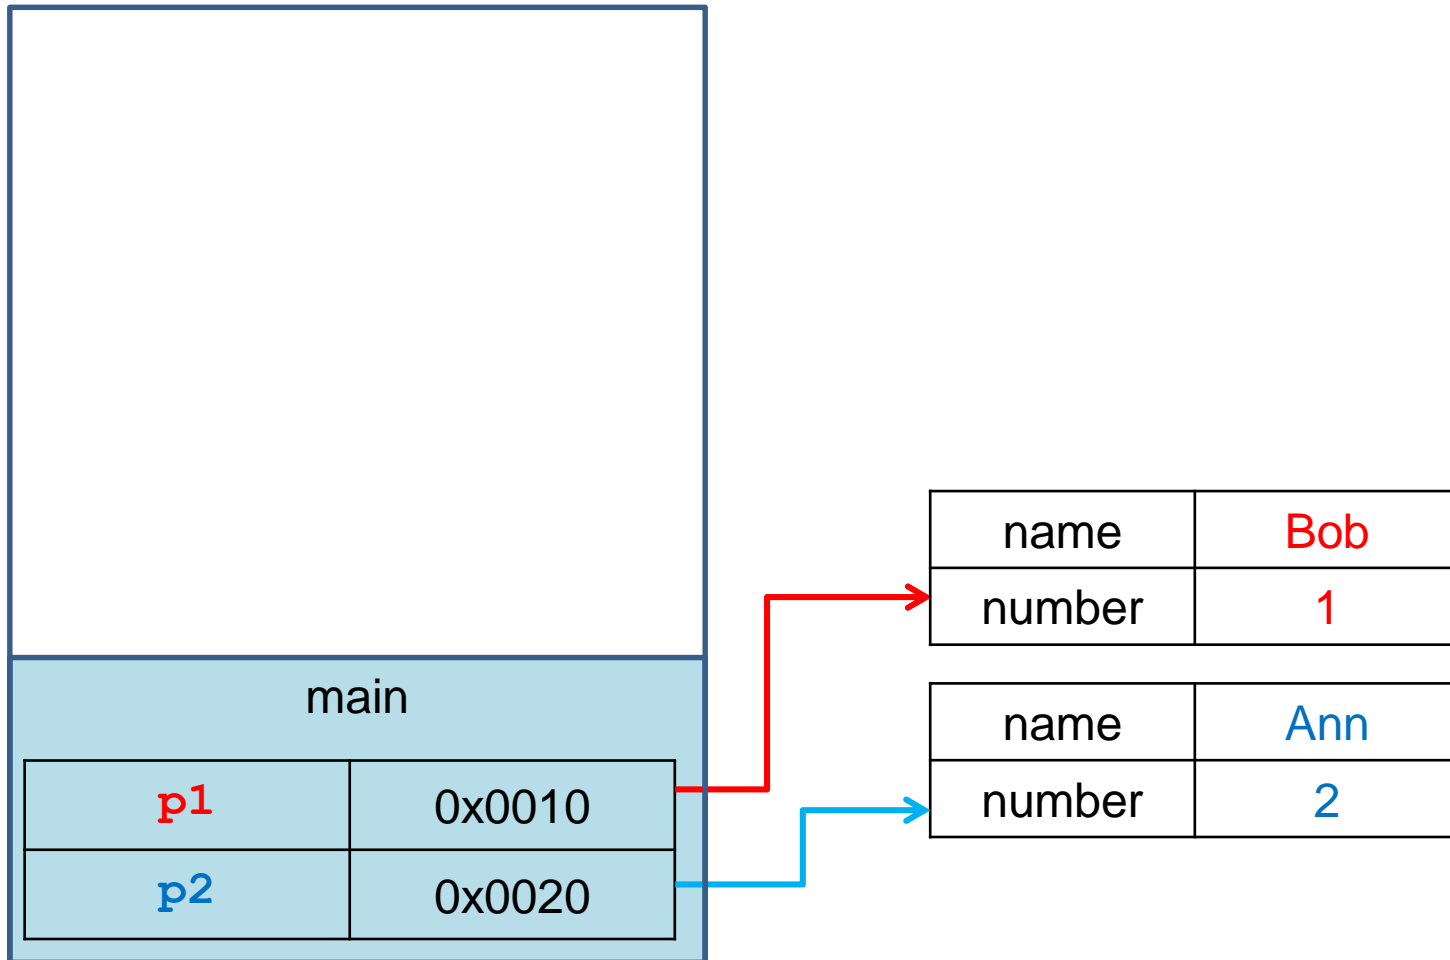 name Bob
number 1
main
name Ann
p1 0x0010
number 2
p2 0x0020